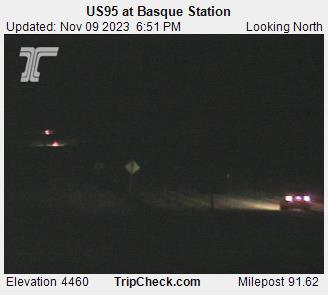 US95 at Basque Station
Updated: Nov 09 2023 6:51 PM Looking North
Elevation 4460 TripCheck.com Milepost 91.62